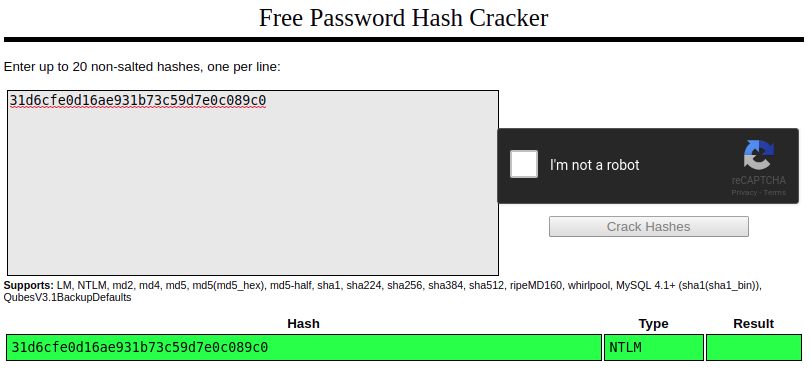 Free Password Hash Cracker
Enter up to 20 non-salted hashes, one per line:
31d6cfe0d16ae931b73c59d7e0c089c0
I'm not a robot
reCAPTCHA
Privacy - Terms
Crack Hashes
Supports: LM, NTLM, md2, md4, md5, md5(md5_hex), md5-half, sha1, sha224, sha256, sha384, sha512, ripeMD160, whirlpool, MySQL 4.1+ (sha1(sha1_bin)),
QubesV3.1BackupDefaults
Hash Type Result
31d6cfe0d16ae931b73c59d7e0c089c0 NTLM